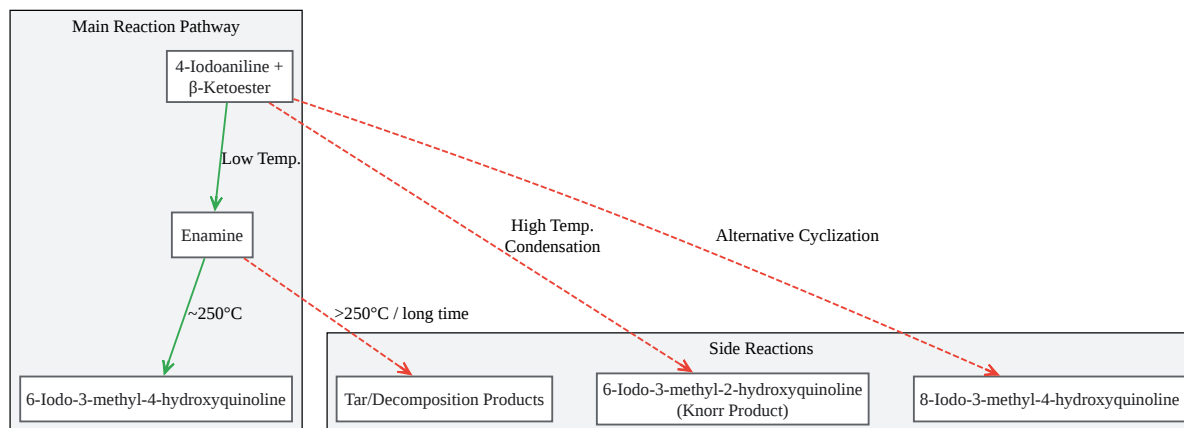 Main Reaction Pathway
4-Iodoaniline +
β-Ketoester
Low Temp.
Enamine
High Temp.
Condensation
Alternative Cyclization
~250°C
>250°C / long time
Side Reactions
6-Iodo-3-methyl-4-hydroxyquinoline
Tar/Decomposition Products
6-Iodo-3-methyl-2-hydroxyquinoline
(Knorr Product)
8-Iodo-3-methyl-4-hydroxyquinoline